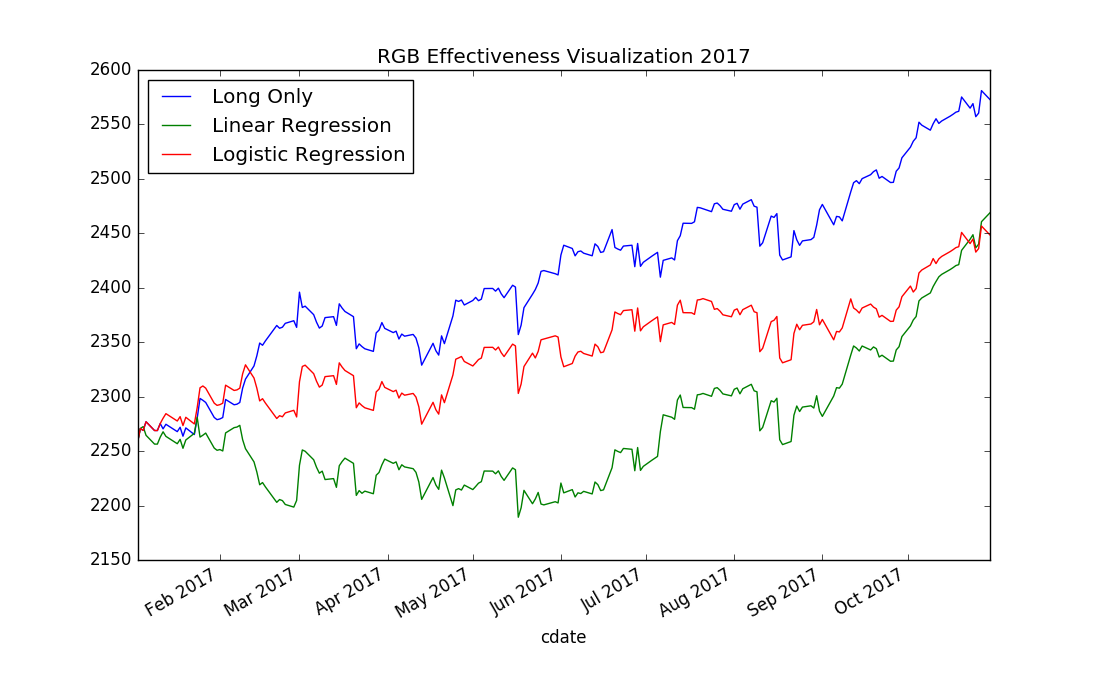 RGB Effectiveness Visualization 2017
2600
2550
2500
2450
2400
2350
2300
2250
2200
2150
Long Only
Linear Regression
Logistic Regression
Feb 2017
Mar 2017
Apr 2017
May 2017
Jun 2017
Jul 2017
Aug 2017
Sep 2017
Oct 2017
cdate